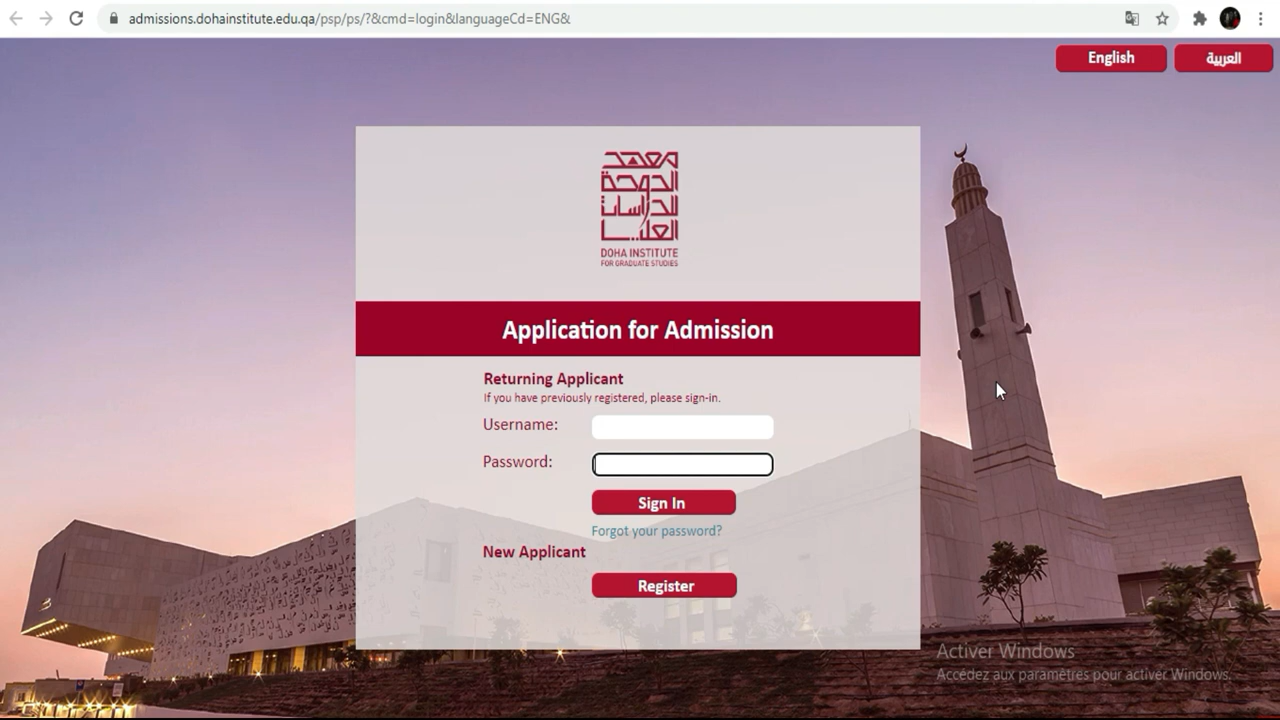 admissions.dohainstitute.edu.qa/psp/ps/?&cmd=login&languageCd=ENG&
English
العربية
معهد
الدوحة
للدراسات
العليا
DOHA INSTITUTE
FOR GRADUATE STUDIES
Application for Admission
Returning Applicant
If you have previously registered, please sign-in.
Username:
Password:
Sign In
Forgot your password?
New Applicant
Register
Activer Windows
Accédez aux paramètres pour activer Windows.